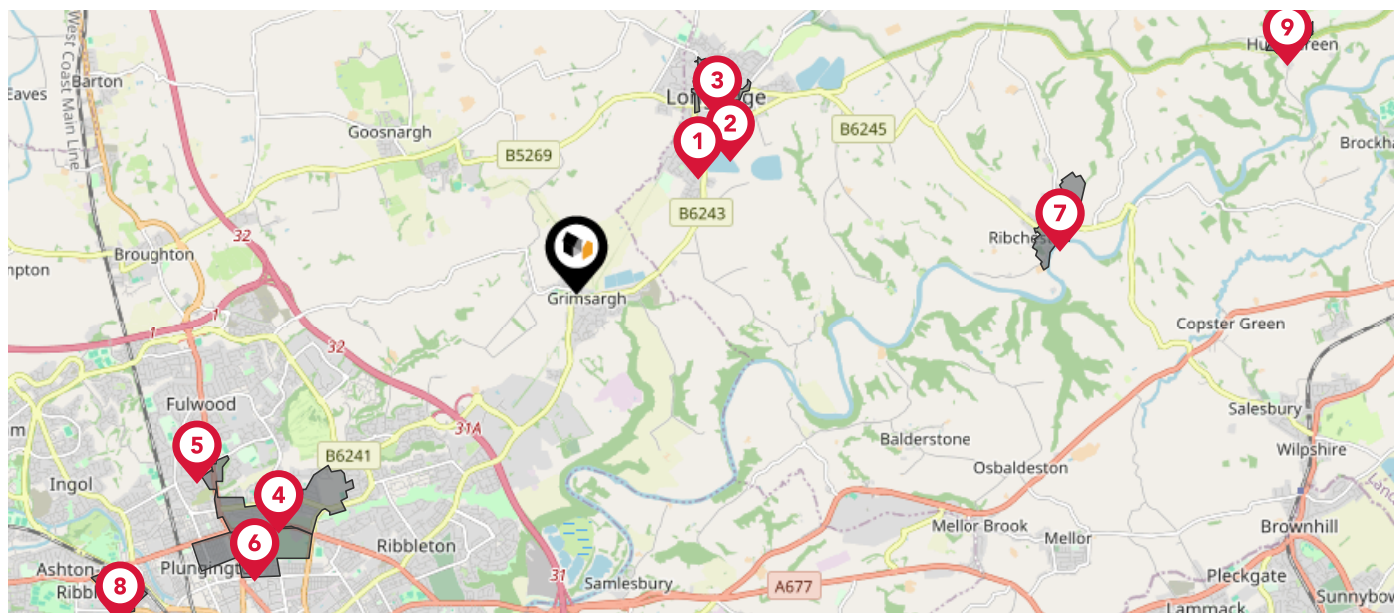 West Coast Main Line
Barton
Eaves
Goosnargh
B5269
3
2
1
B6245
9
Brockha
7
B6243
32
Broughton
Grimsargh
1
1
32
Copster Green
Fulwood
31A
Salesbury
5
B6241
Balderstone
Wilpshire
Ingol
Osbaldeston
4
Mellor Brook
Mellor
Brownhill
6
Ribbleton
Ashton-
8
31
Samlesbury
A677
Pleckgate
Sunnybow
Lammack